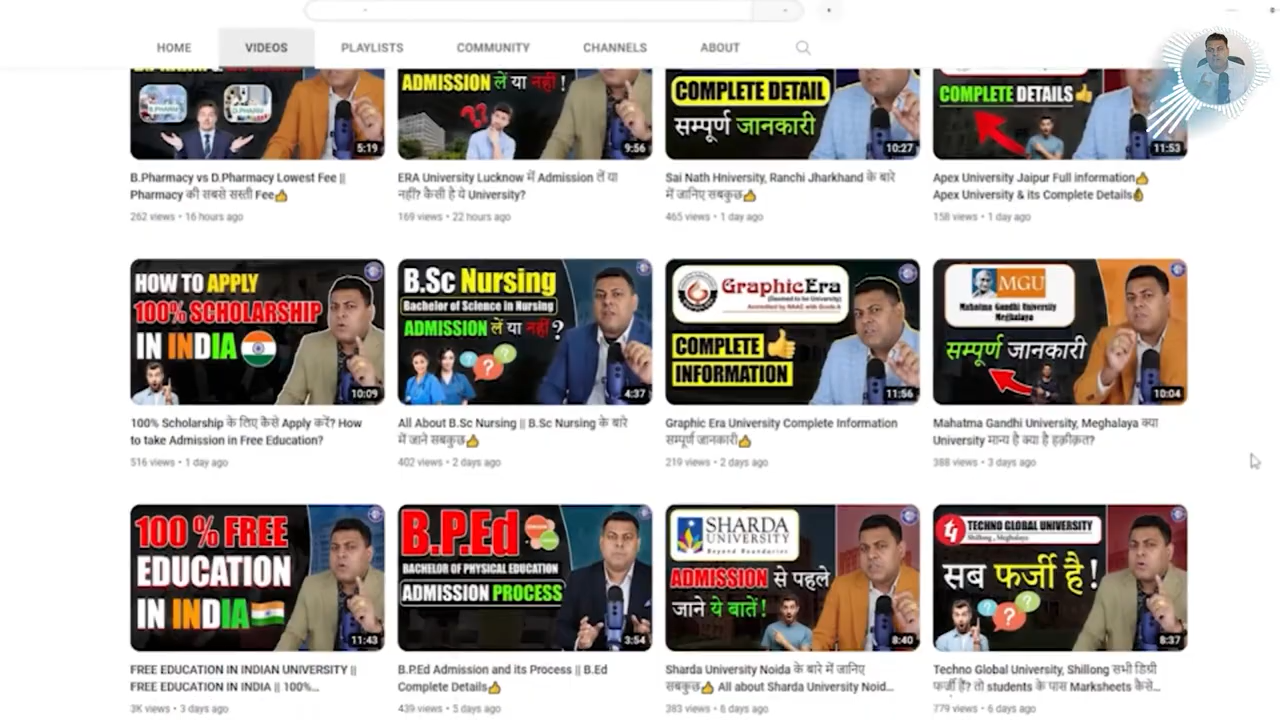 HOME VIDEOS PLAYLISTS COMMUNITY CHANNELS ABOUT
5:19
ADMISSION लें या नहीं !
9:56
COMPLETE DETAIL
सम्पूर्ण जानकारी
10:27
COMPLETE DETAILS
11:53
B.Pharmacy vs D.Pharmacy Lowest Fee ||
Pharmacy की सबसे सस्ती Fee👍
262 views • 16 hours ago
ERA University Lucknow में Admission लें या
नहीं? कैसी है ये University?
169 views • 22 hours ago
Sai Nath Hniversity, Ranchi Jharkhand के बारे
में जानिए सबकुछ👍
465 views • 1 day ago
Apex University Jaipur Full information👍
Apex University & its Complete Details👌
158 views • 1 day ago
HOW TO APPLY
100% SCHOLARSHIP
IN INDIA
10:09
B.Sc Nursing
Bachelor of Science in Nursing
ADMISSION लें या नहीं ?
4:37
GraphicEra
(Deemed to be University)
Accredited by NAAC with Grade A
COMPLETE
INFORMATION
11:56
MGU
Mahatma Gandhi University
Meghalaya
सम्पूर्ण जानकारी
10:04
100% Scholarship के लिए कैसे Apply करें? How
to take Admission in Free Education?
516 views • 1 day ago
All About B.Sc Nursing || B.Sc Nursing के बारे
में जाने सबकुछ👍
402 views • 2 days ago
Graphic Era University Complete Information
सम्पूर्ण जानकारी👍
219 views • 2 days ago
Mahatma Gandhi University, Meghalaya क्या
University मान्य है क्या है हक़ीक़त?
388 views • 3 days ago
100 % FREE
EDUCATION
IN INDIA
11:43
B.P.Ed
BACHELOR OF PHYSICAL EDUCATION
ADMISSION PROCESS
3:54
SHARDA
UNIVERSITY
Beyond Boundaries
ADMISSION से पहले
जाने ये बातें !
8:40
TECHNO GLOBAL UNIVERSITY
Shillong , Meghalaya
सब फर्जी है !
8:37
FREE EDUCATION IN INDIAN UNIVERSITY ||
FREE EDUCATION IN INDIA || 100%...
3K views • 3 days ago
B.P.Ed Admission and its Process || B.Ed
Complete Details👍
439 views • 5 days ago
Sharda University Noida के बारे में जानिए
सबकुछ👍 All about Sharda University Noid...
383 views • 6 days ago
Techno Global University, Shillong सभी डिग्री
फर्जी है? तो students के पास Marksheets कैसे...
779 views • 6 days ago